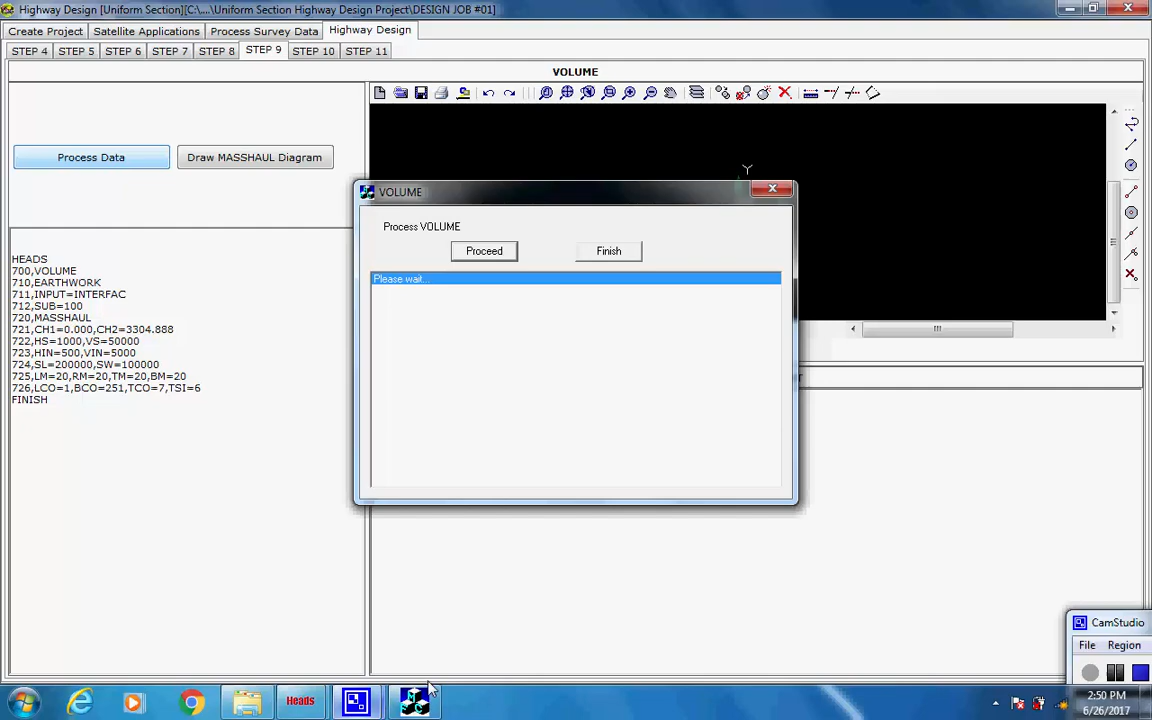 Highway Design [Uniform Section][C:\....\Uniform Section Highway Design Project\DESIGN JOB #01]
Create Project
Satellite Applications
Process Survey Data
Highway Design
STEP 4
STEP 5
STEP 6
STEP 7
STEP 8
STEP 9
STEP 10
STEP 11
VOLUME
Process Data
Draw MASSHAUL Diagram
Y
VOLUME
Process VOLUME
Proceed
Finish
Please wait...
HEADS
700,VOLUME
710,EARTHWORK
711,INPUT=INTERFAC
712,SUB=100
720,MASSHAUL
721,CH1=0.000,CH2=3304.888
722,HS=1000,VS=50000
723,HIN=500,VIN=5000
724,SL=200000,SW=100000
725,LM=20,RM=20,TM=20,BM=20
726,LCO=1,BCO=251,TCO=7,TSI=6
FINISH
CamStudio
File
Region
Heads
2:50 PM
6/26/2017